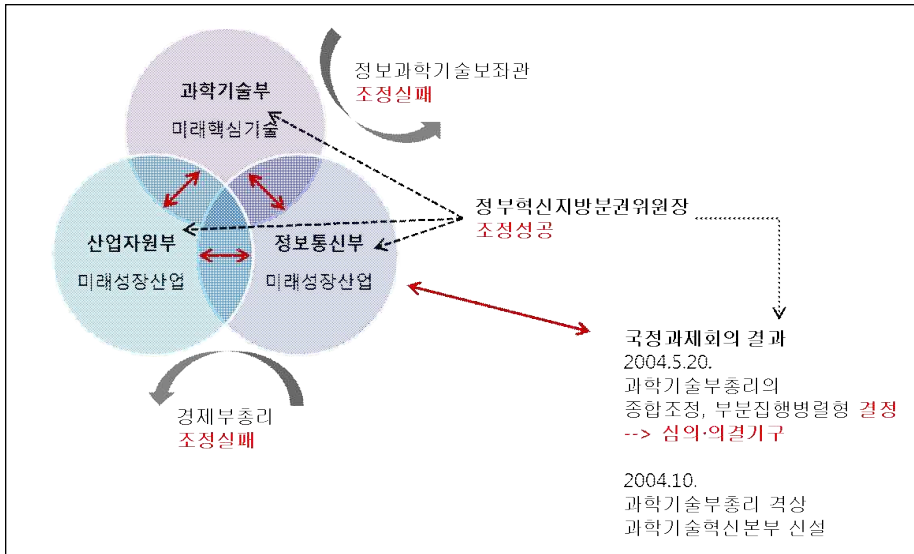 정보과학기술보좌관
조정실패
과학기술부
미래핵심기술
정부혁신지방분권위원장
조정성공
산업자원부
미래성장산업
정보통신부
미래성장산업
경제부총리
조정실패
국정과제회의 결과
2004.5.20.
과학기술부총리의
종합조정, 부분집행병렬형 결정
--> 심의·의결기구
2004.10.
과학기술부총리 격상
과학기술혁신본부 신설